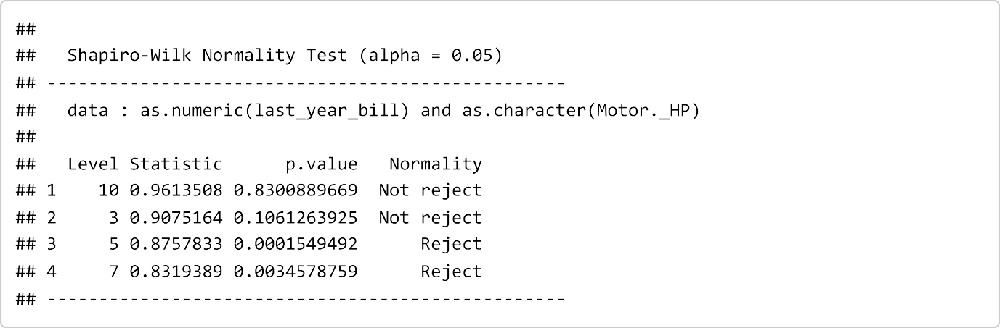 ##
##   Shapiro-Wilk Normality Test (alpha = 0.05)
## --------------------------------------------------
##   data : as.numeric(last_year_bill) and as.character(Motor._HP)
##
##   Level Statistic      p.value   Normality
## 1    10 0.9613508 0.8300889669  Not reject
## 2     3 0.9075164 0.1061263925  Not reject
## 3     5 0.8757833 0.0001549492      Reject
## 4     7 0.8319389 0.0034578759      Reject
## --------------------------------------------------